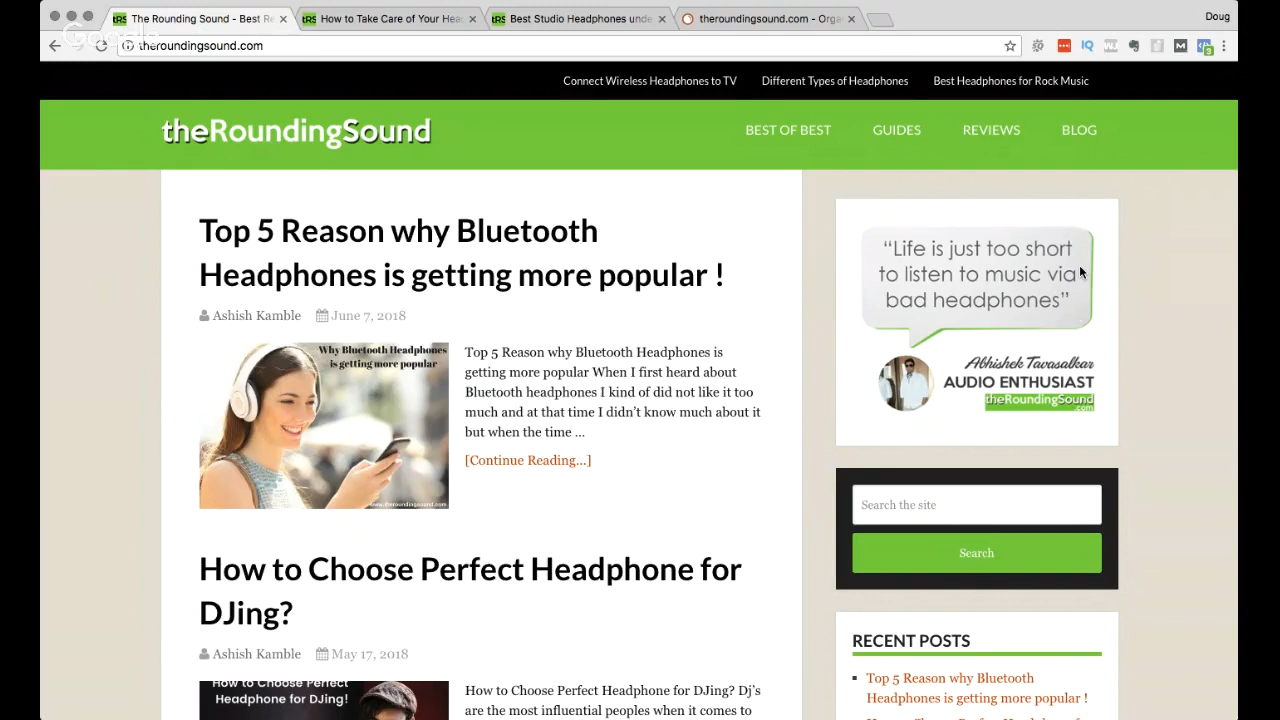 The Rounding Sound - Best Re
How to Take Care of Your Hea
Best Studio Headphones unde
theroundingsound.com - Orga
Doug
Google
theroundingsound.com
3
Connect Wireless Headphones to TV
Different Types of Headphones
Best Headphones for Rock Music
theRoundingSound
BEST OF BEST
GUIDES
REVIEWS
BLOG
Top 5 Reason why Bluetooth
Headphones is getting more popular !
Ashish Kamble
June 7, 2018
Why Bluetooth Headphones
is getting more popular
www.theroundingsound.com
Top 5 Reason why Bluetooth Headphones is
getting more popular When I first heard about
Bluetooth headphones I kind of did not like it too
much and at that time I didn’t know much about it
but when the time ...
[Continue Reading...]
How to Choose Perfect Headphone for
DJing?
Ashish Kamble
May 17, 2018
How to Choose Perfect
Headphone for DJing!
How to Choose Perfect Headphone for DJing? Dj’s
are the most influential peoples when it comes to
“Life is just too short
to listen to music via
bad headphones”
Abhishek Tavasalkar
AUDIO ENTHUSIAST
theRoundingSound
.com
Search the site
Search
RECENT POSTS
Top 5 Reason why Bluetooth
Headphones is getting more popular !